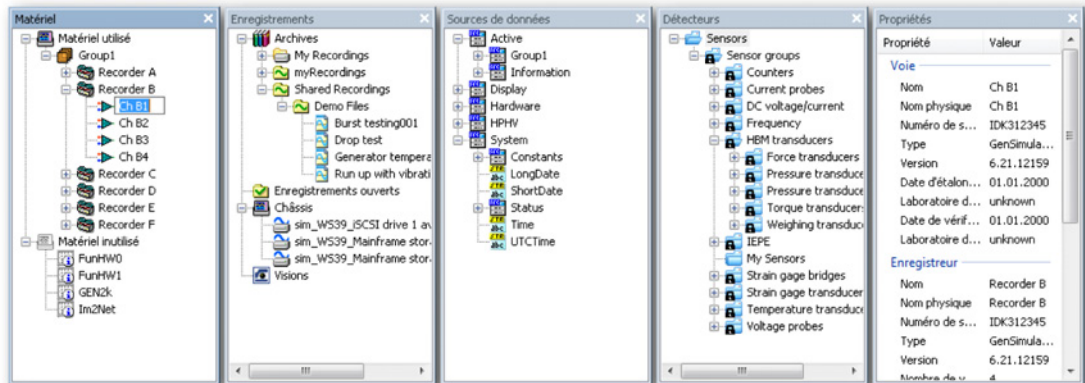 Matériel
Matériel utilisé
Group1
Recorder A
Recorder B
Ch B1
Ch B2
Ch B3
Ch B4
Recorder C
Recorder D
Recorder E
Recorder F
Matériel inutilisé
FunHW0
FunHW1
GEN2k
Im2Net
Enregistrements
Archives
My Recordings
myRecordings
Shared Recordings
Demo Files
Burst testing001
Drop test
Generator tempera
Run up with vibrati
Enregistrements ouverts
Châssis
sim_WS39_iSCSI drive 1 av
sim_WS39_Mainframe stor
sim_WS39_Mainframe stor
Visions
Sources de données
Active
Group1
Information
Display
Hardware
HPHV
System
Constants
LongDate
ShortDate
Status
Time
UTCTime
Détecteurs
Sensors
Sensor groups
Counters
Current probes
DC voltage/current
Frequency
HBM transducers
Force transducers
Pressure transduce
Pressure transduce
Torque transducers
Weighing transduce
IEPE
My Sensors
Strain gage bridges
Strain gage transducer
Temperature transduce
Voltage probes
Propriétés
Propriété Valeur
Voie
Nom Ch B1
Nom physique Ch B1
Numéro de s... IDK312345
Type GenSimula...
Version 6.21.12159
Date d'étalon... 01.01.2000
Laboratoire d... unknown
Date de vérif... 01.01.2000
Laboratoire d... unknown
Enregistreur
Nom Recorder B
Nom physique Recorder B
Numéro de s... IDK312345
Type GenSimula...
Version 6.21.12159
Nombre de v 4